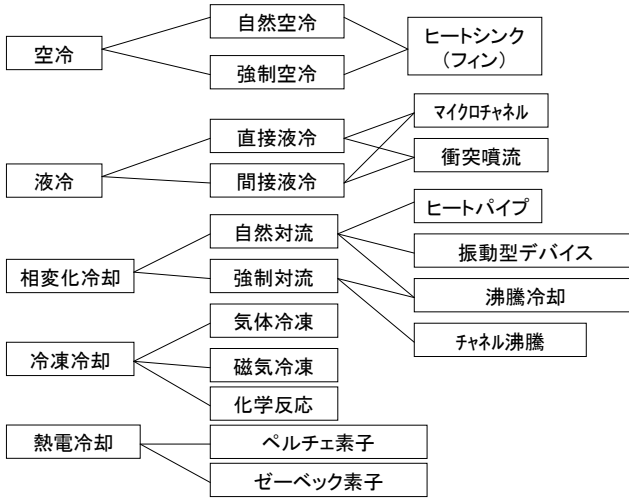 空冷
自然空冷
強制空冷
ヒートシンク
(フィン)
液冷
直接液冷
間接液冷
マイクロチャネル
衝突噴流
相変化冷却
自然対流
強制対流
ヒートパイプ
振動型デバイス
沸騰冷却
チャネル沸騰
冷凍冷却
気体冷凍
磁気冷凍
化学反応
熱電冷却
ペルチェ素子
ゼーベック素子